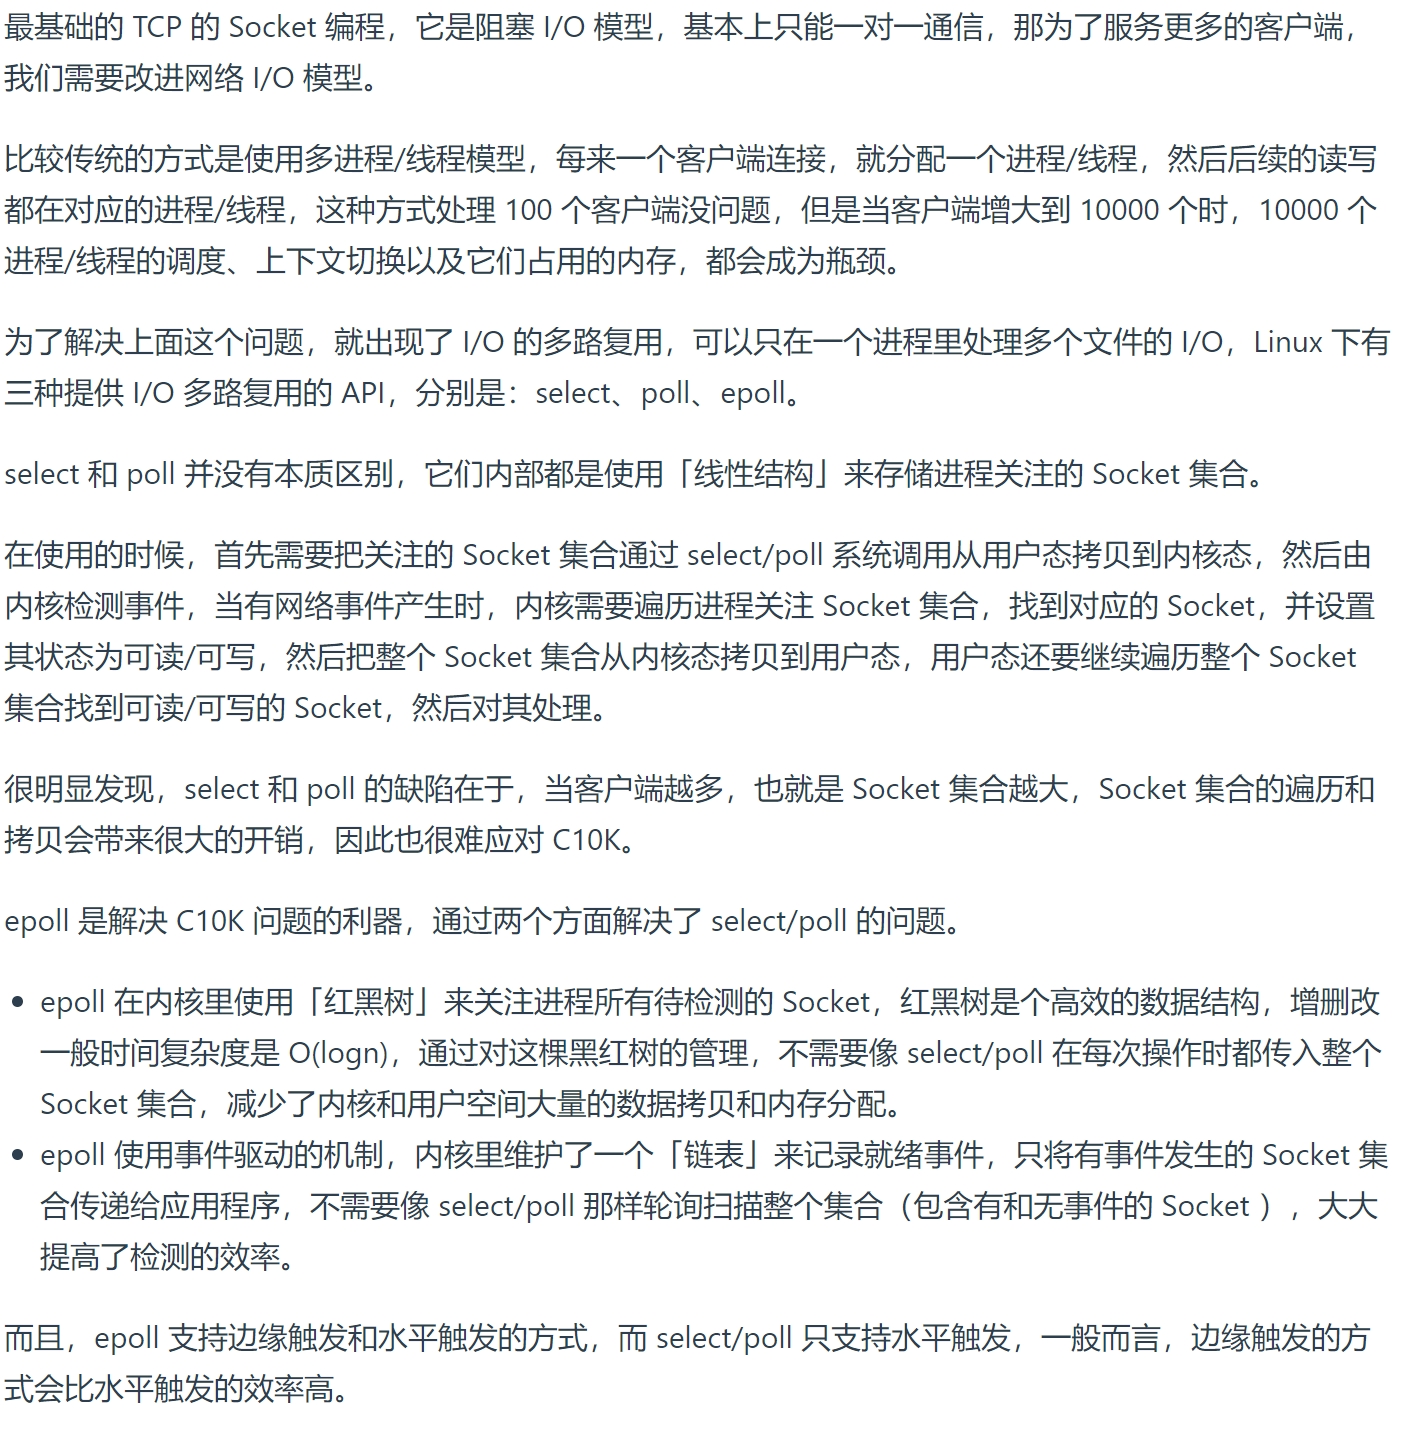 最基础的 TCP 的 Socket 编程，它是阻塞 I/O 模型，基本上只能一对一通信，那为了服务更多的客户端，
我们需要改进网络 I/O 模型。
比较传统的方式是使用多进程/线程模型，每来一个客户端连接，就分配一个进程/线程，然后后续的读写
都在对应的进程/线程，这种方式处理 100 个客户端没问题，但是当客户端增大到 10000 个时，10000 个
进程/线程的调度、上下文切换以及它们占用的内存，都会成为瓶颈。
为了解决上面这个问题，就出现了 I/O 的多路复用，可以只在一个进程里处理多个文件的 I/O，Linux 下有
三种提供 I/O 多路复用的 API，分别是：select、poll、epoll。
select 和 poll 并没有本质区别，它们内部都是使用「线性结构」来存储进程关注的 Socket 集合。
在使用的时候，首先需要把关注的 Socket 集合通过 select/poll 系统调用从用户态拷贝到内核态，然后由
内核检测事件，当有网络事件产生时，内核需要遍历进程关注 Socket 集合，找到对应的 Socket，并设置
其状态为可读/可写，然后把整个 Socket 集合从内核态拷贝到用户态，用户态还要继续遍历整个 Socket
集合找到可读/可写的 Socket，然后对其处理。
很明显发现，select 和 poll 的缺陷在于，当客户端越多，也就是 Socket 集合越大，Socket 集合的遍历和
拷贝会带来很大的开销，因此也很难应对 C10K。
epoll 是解决 C10K 问题的利器，通过两个方面解决了 select/poll 的问题。
• epoll 在内核里使用「红黑树」来关注进程所有待检测的 Socket，红黑树是个高效的数据结构，增删改
一般时间复杂度是 O(logn)，通过对这棵黑红树的管理，不需要像 select/poll 在每次操作时都传入整个
Socket 集合，减少了内核和用户空间大量的数据拷贝和内存分配。
• epoll 使用事件驱动的机制，内核里维护了一个「链表」来记录就绪事件，只将有事件发生的 Socket 集
合传递给应用程序，不需要像 select/poll 那样轮询扫描整个集合（包含有和无事件的 Socket ），大大
提高了检测的效率。
而且，epoll 支持边缘触发和水平触发的方式，而 select/poll 只支持水平触发，一般而言，边缘触发的方
式会比水平触发的效率高。